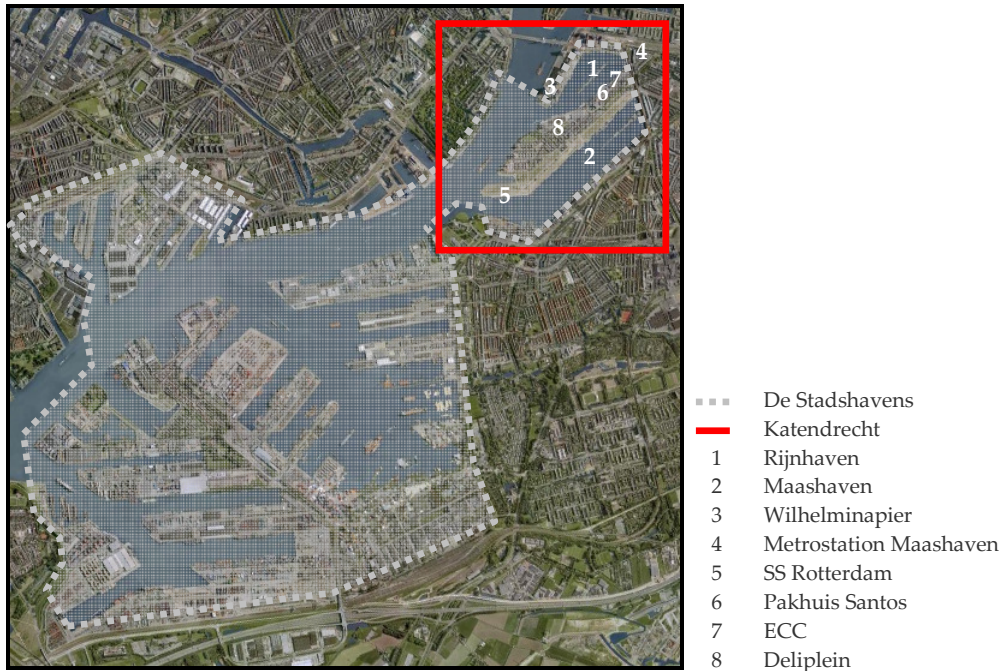 4
1
7
3
6
8
2
5
De Stadshavens
Katendrecht
1 Rijnhaven
2 Maashaven
3 Wilhelminapier
4 Metrostation Maashaven
5 SS Rotterdam
6 Pakhuis Santos
7 ECC
8 Deliplein